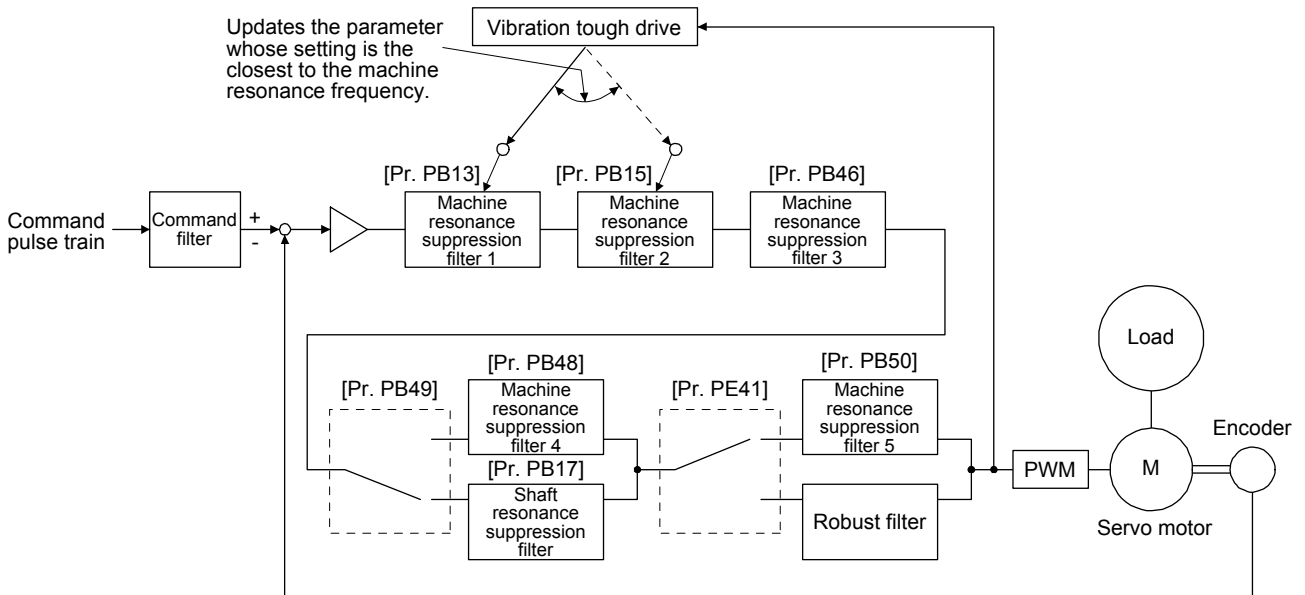 Updates the parameter
whose setting is the
closest to the machine
resonance frequency.
Vibration tough drive
[Pr. PB13]
[Pr. PB15]
[Pr. PB46]
Command
pulse train
Command
filter
+
-
Machine
resonance
suppression
filter 1
Machine
resonance
suppression
filter 2
Machine
resonance
suppression
filter 3
Load
[Pr. PB49]
[Pr. PB48]
Machine
resonance
suppression
filter 4
[Pr. PB17]
Shaft
resonance
suppression
filter
[Pr. PE41]
[Pr. PB50]
Machine
resonance
suppression
filter 5
Robust filter
PWM
M
Servo motor
Encoder